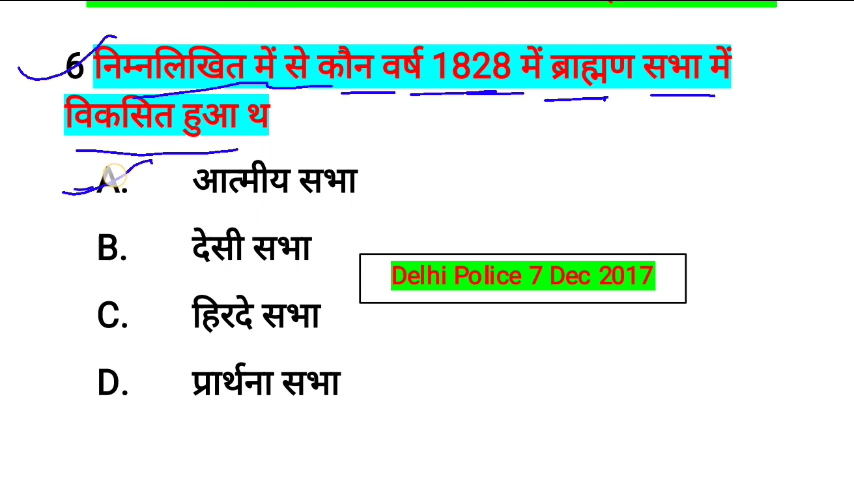 6 निम्नलिखित में से कौन वर्ष 1828 में ब्राह्मण सभा में
विकसित हुआ थ
A. आत्मीय सभा
B. देसी सभा
Delhi Police 7 Dec 2017
C. हिरदे सभा
D. प्रार्थना सभा